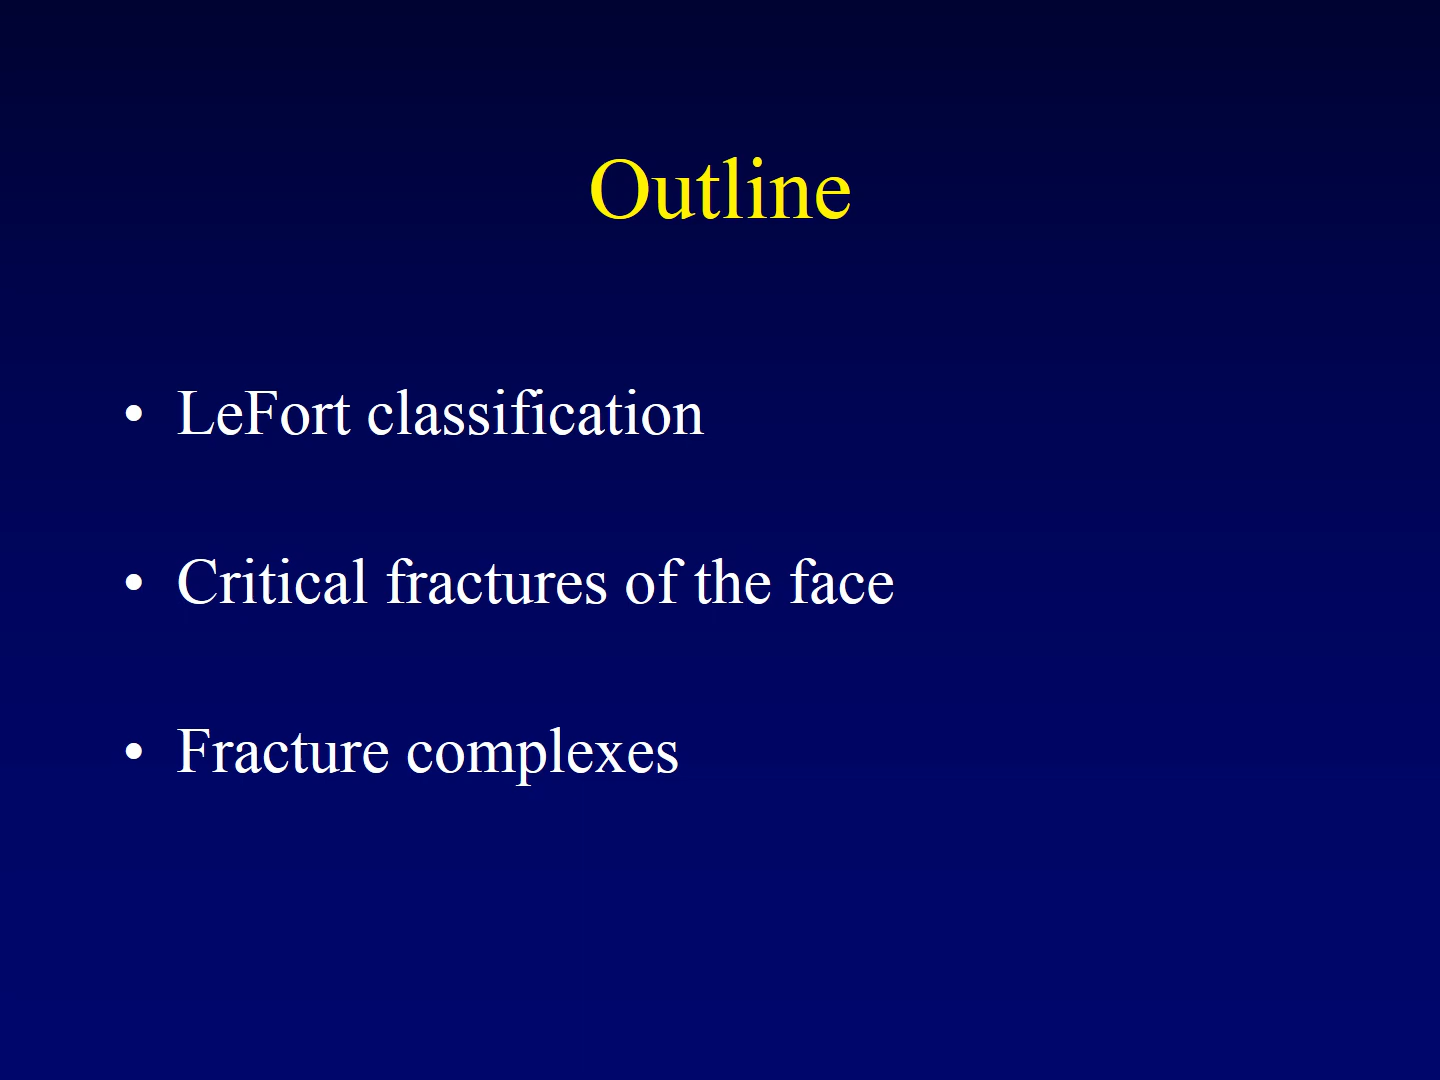 Outline
• LeFort classification
• Critical fractures of the face
• Fracture complexes